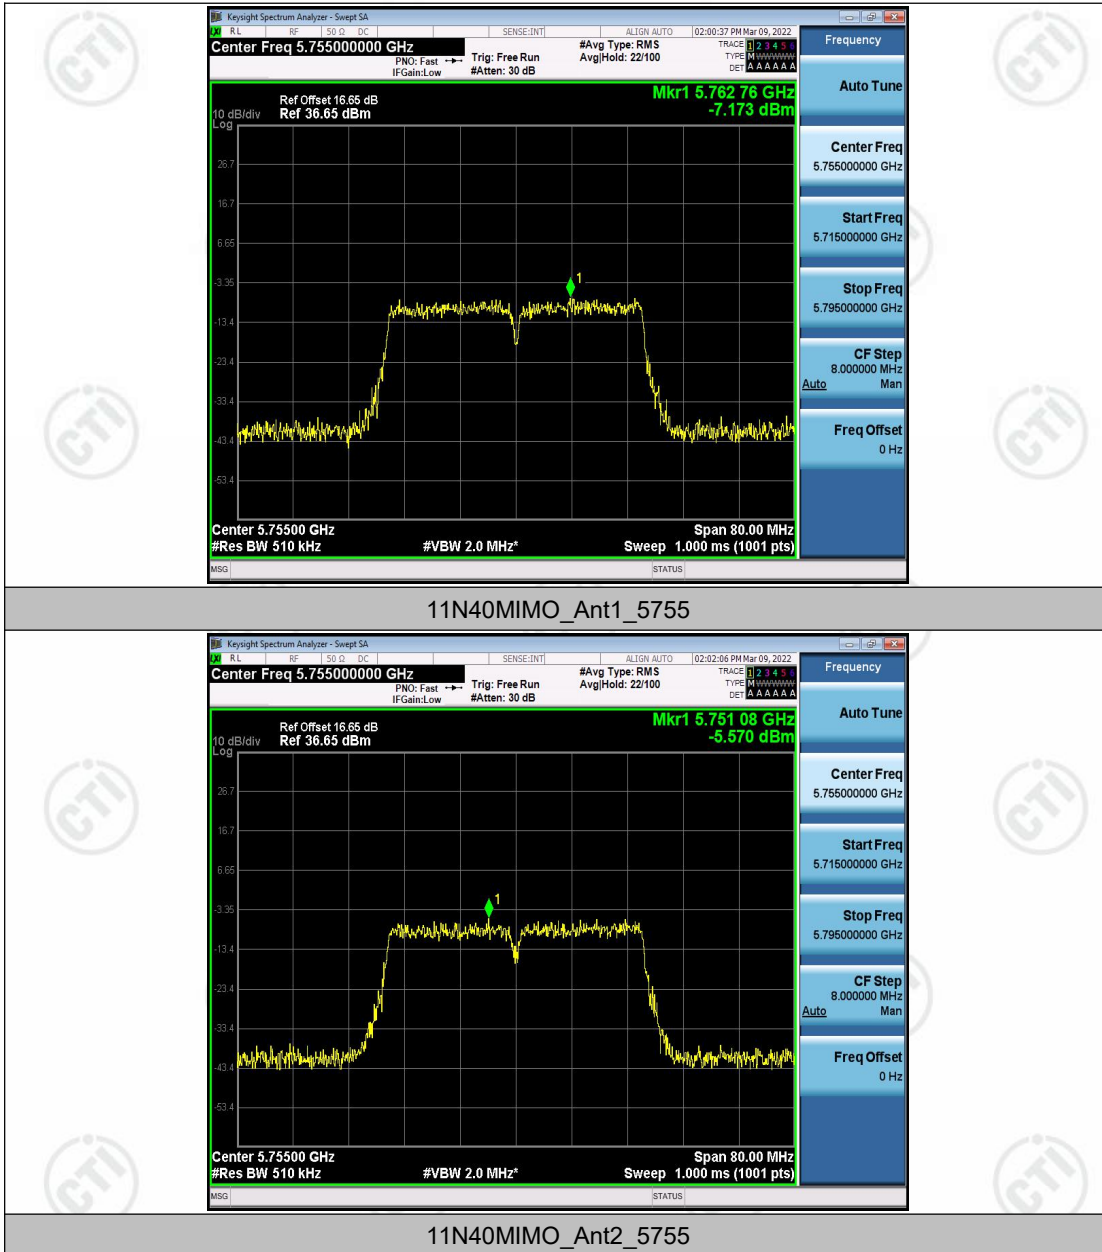 Keysight Spectrum Analyzer - Swept SA
LXI RL RF 50 Ω DC SENSE:INT ALIGN AUTO 02:00:37 PM Mar 09, 2022
Center Freq 5.755000000 GHz
PNO: Fast
IFGain:Low
Trig: Free Run
#Atten: 30 dB
#Avg Type: RMS
Avg|Hold: 22/100
TRACE 1 2 3 4 5 6
TYPE M WWWWW
DET A A A A A A
Ref Offset 16.65 dB
10 dB/div Ref 36.65 dBm
Log
Mkr1 5.762 76 GHz
-7.173 dBm
26.7
16.7
6.65
-3.35
-13.4
-23.4
-33.4
-43.4
-53.4
1
Center 5.75500 GHz Span 80.00 MHz
#Res BW 510 kHz #VBW 2.0 MHz* Sweep 1.000 ms (1001 pts)
MSG STATUS
Frequency
Auto Tune
Center Freq
5.755000000 GHz
Start Freq
5.715000000 GHz
Stop Freq
5.795000000 GHz
CF Step
8.000000 MHz
Auto Man
Freq Offset
0 Hz
11N40MIMO_Ant1_5755
Keysight Spectrum Analyzer - Swept SA
LXI RL RF 50 Ω DC SENSE:INT ALIGN AUTO 02:02:06 PM Mar 09, 2022
Center Freq 5.755000000 GHz
PNO: Fast
IFGain:Low
Trig: Free Run
#Atten: 30 dB
#Avg Type: RMS
Avg|Hold: 22/100
TRACE 1 2 3 4 5 6
TYPE M WWWWW
DET A A A A A A
Ref Offset 16.65 dB
10 dB/div Ref 36.65 dBm
Log
Mkr1 5.751 08 GHz
-5.570 dBm
26.7
16.7
6.65
-3.35
-13.4
-23.4
-33.4
-43.4
-53.4
1
Center 5.75500 GHz Span 80.00 MHz
#Res BW 510 kHz #VBW 2.0 MHz* Sweep 1.000 ms (1001 pts)
MSG STATUS
Frequency
Auto Tune
Center Freq
5.755000000 GHz
Start Freq
5.715000000 GHz
Stop Freq
5.795000000 GHz
CF Step
8.000000 MHz
Auto Man
Freq Offset
0 Hz
11N40MIMO_Ant2_5755
CTI
CTI
CTI
CTI
CTI
CTI
CTI
CTI